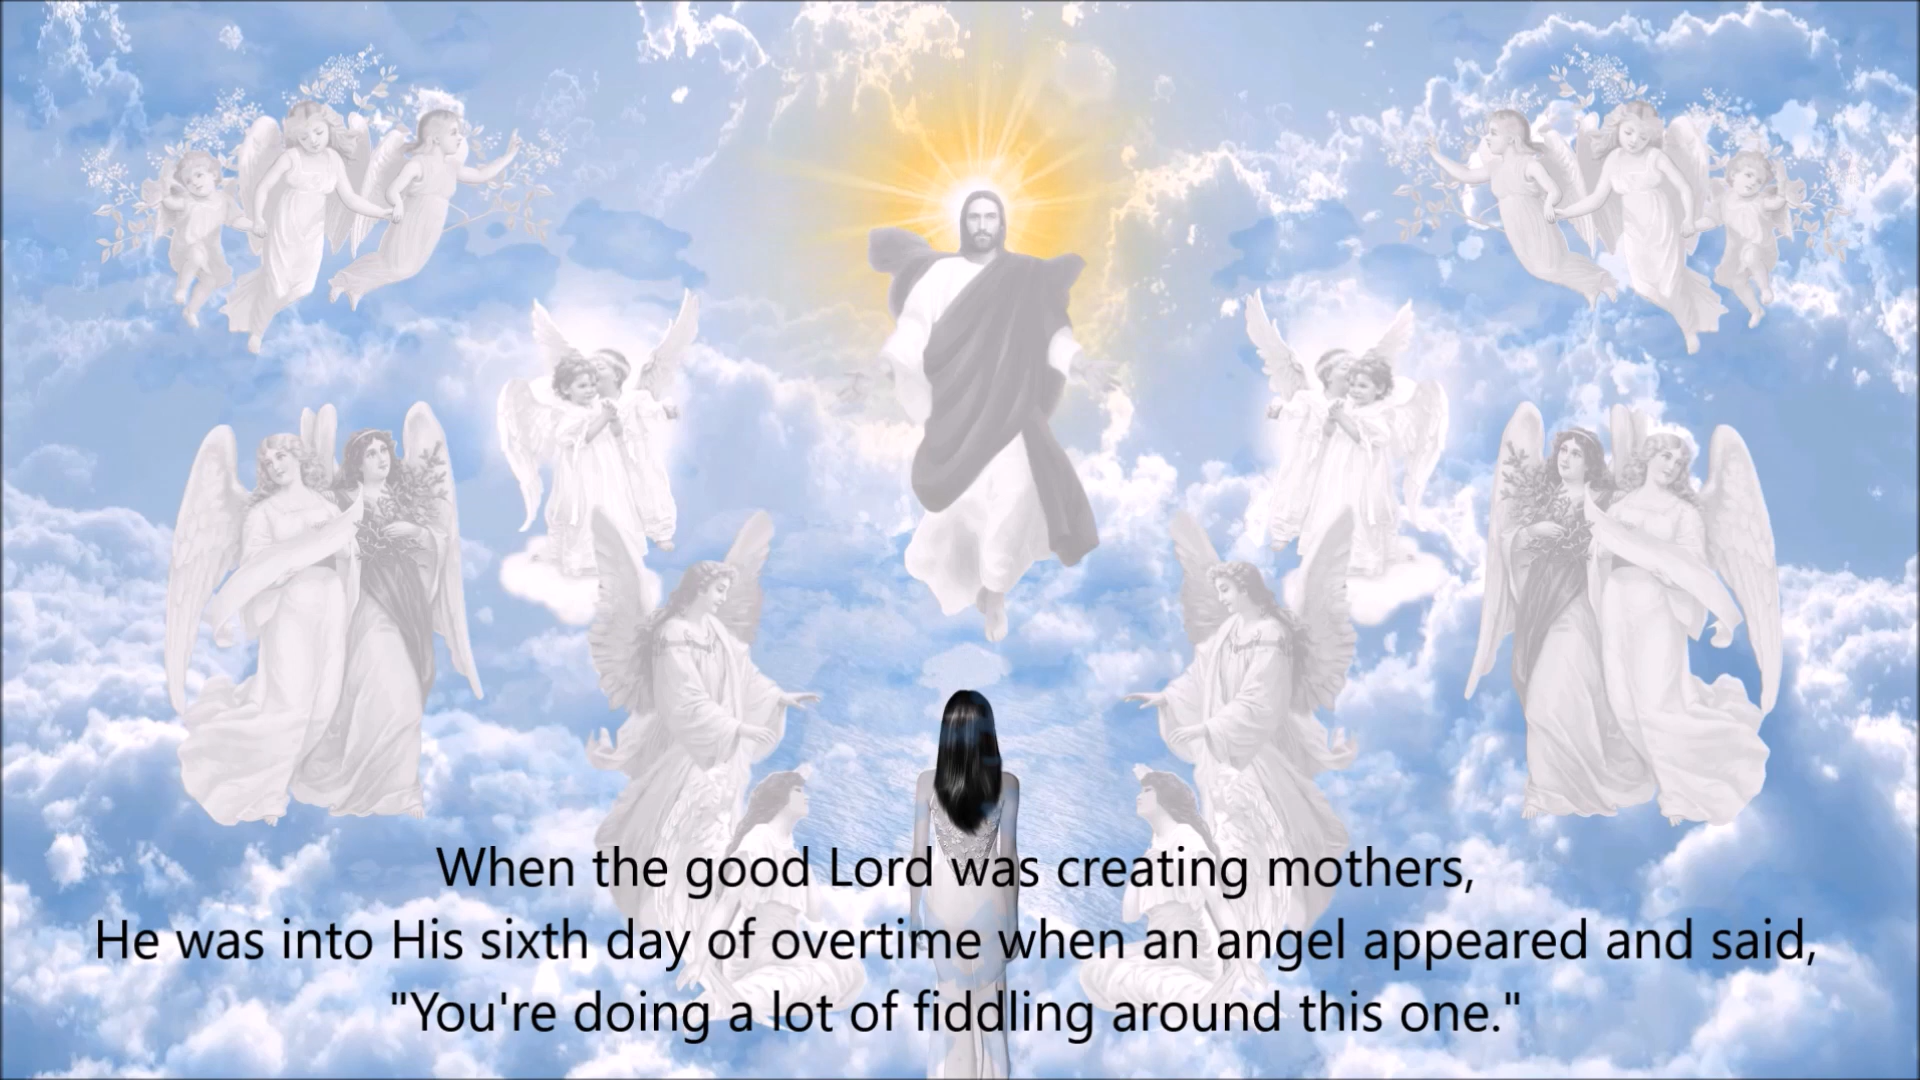 When the good Lord was creating mothers,
He was into His sixth day of overtime when an angel appeared and said,
"You're doing a lot of fiddling around this one."